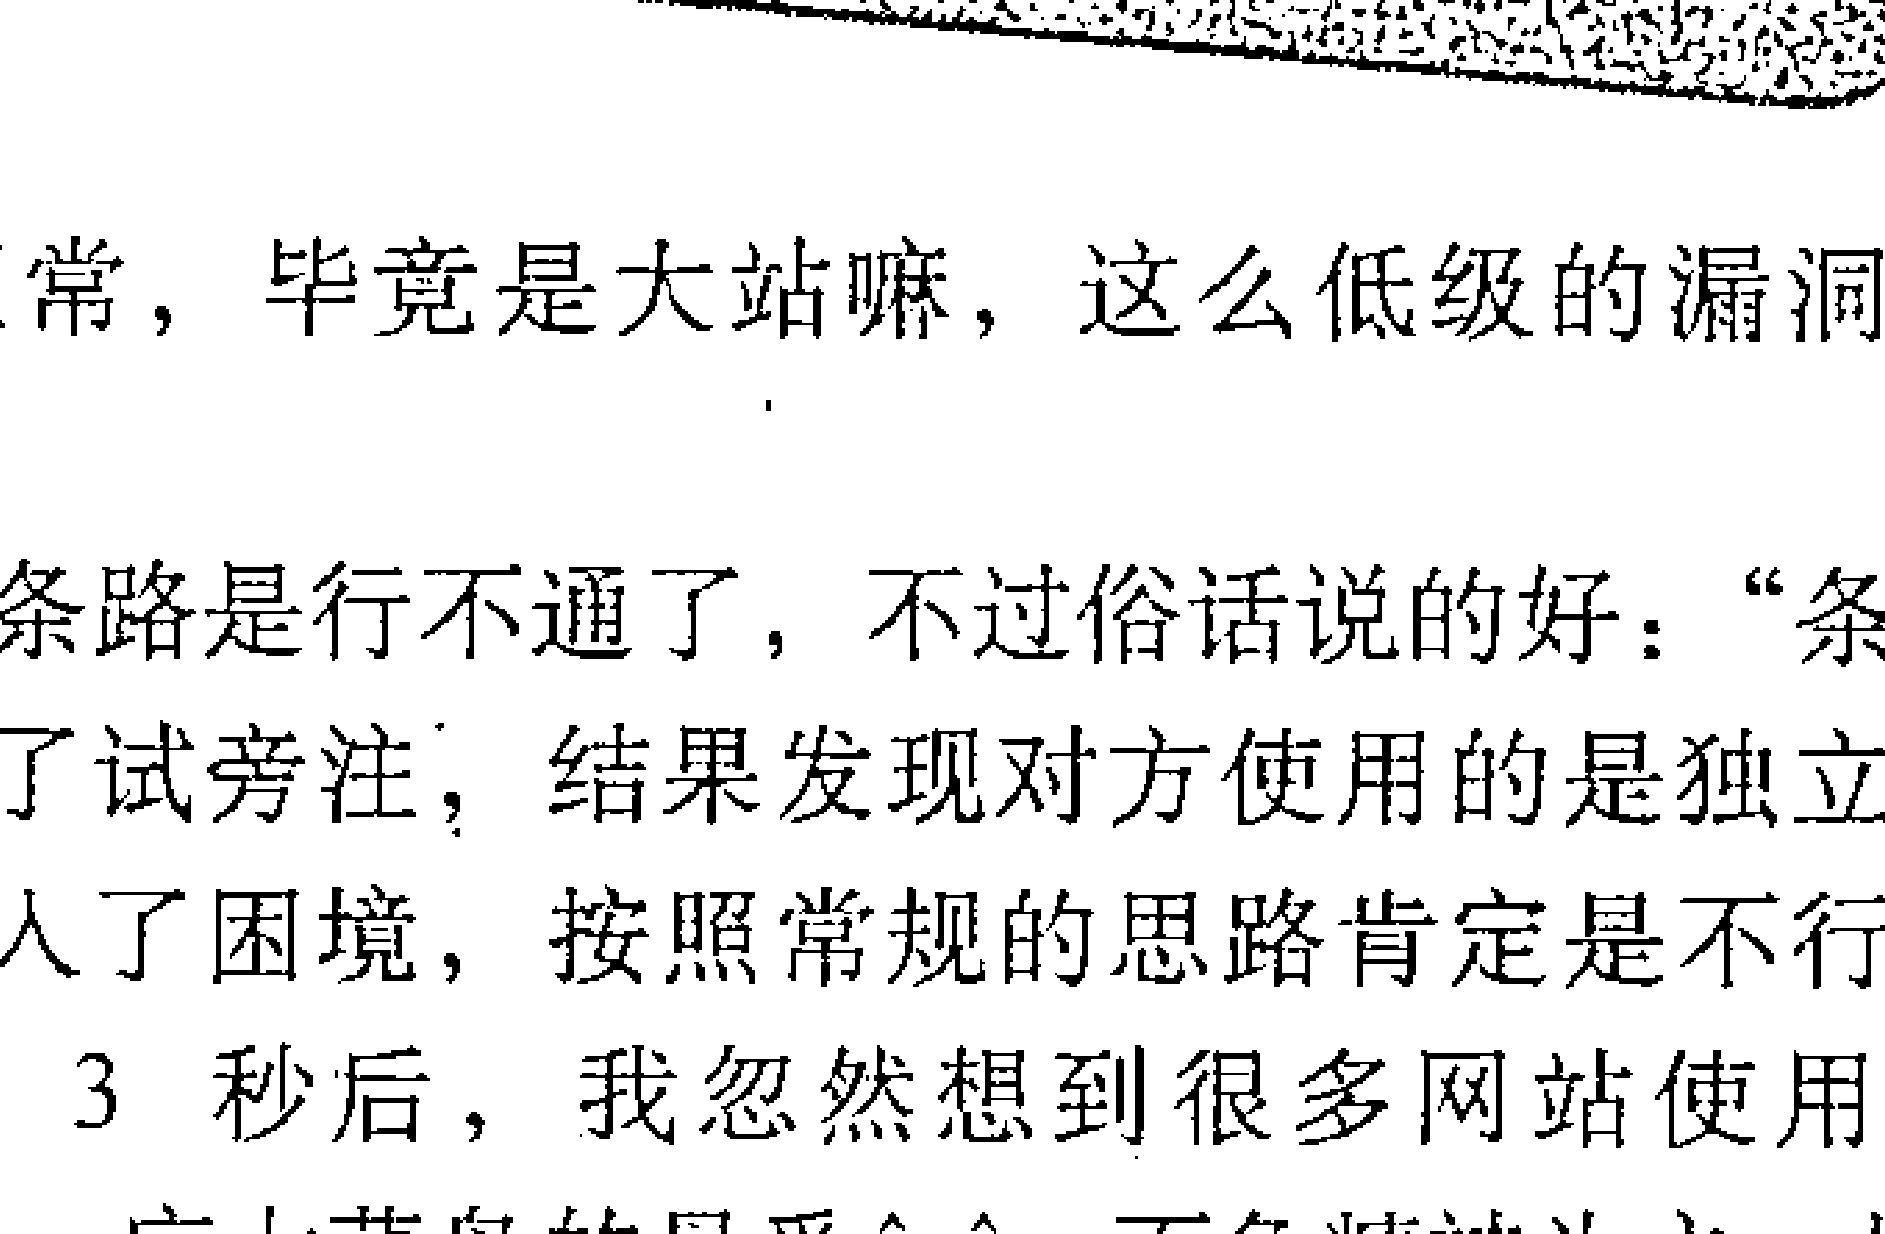 常，毕竟是大站嘛，这么低级的漏洞
条路是行不通了，不过俗话说的好：“条
了试旁注，结果发现对方使用的是独立
入了困境，按照常规的思路肯定是不行
3 秒后，我忽然想到很多网站使用